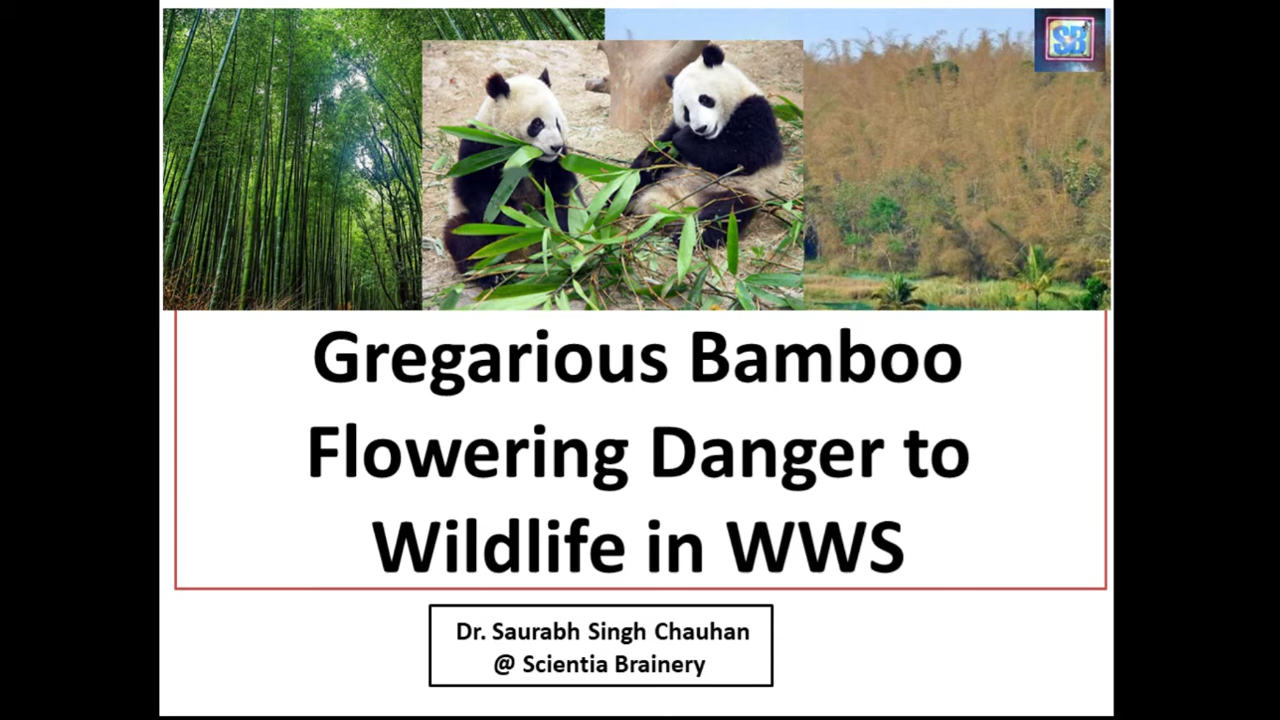 SB
Gregarious Bamboo
Flowering Danger to
Wildlife in WWS
Dr. Saurabh Singh Chauhan
@ Scientia Brainery